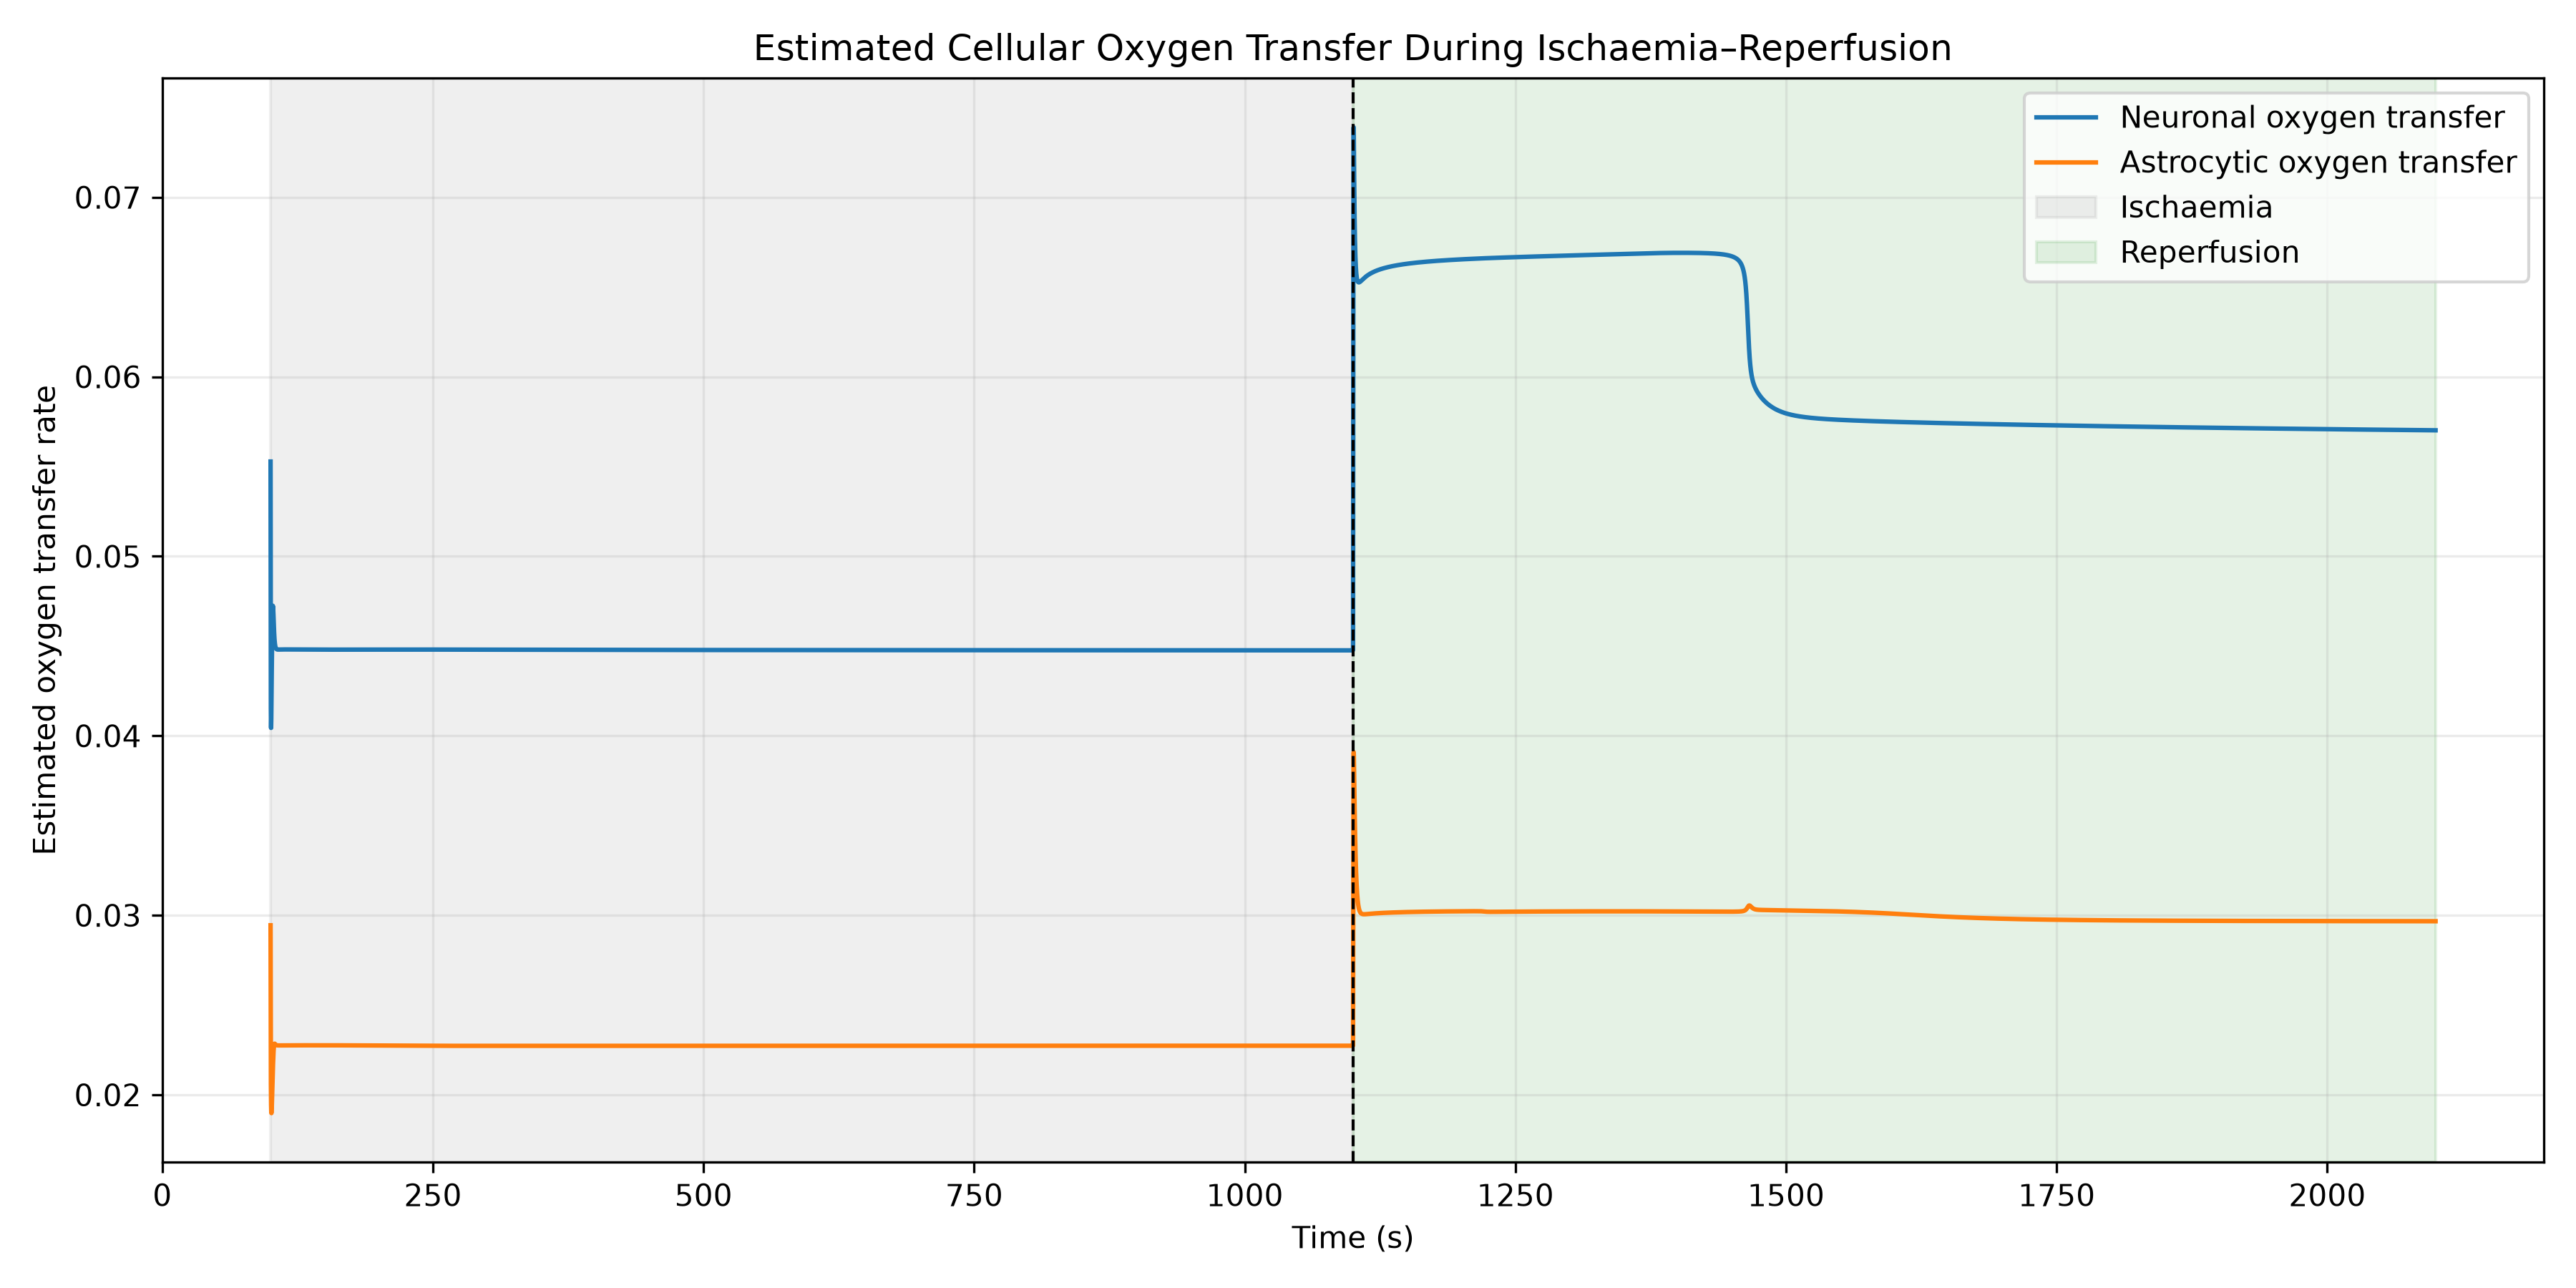 Estimated Cellular Oxygen Transfer During Ischaemia–Reperfusion
Neuronal oxygen transfer
Astrocytic oxygen transfer
Ischaemia
Reperfusion
Estimated oxygen transfer rate
0.07
0.06
0.05
0.04
0.03
0.02
0 250 500 750 1000 1250 1500 1750 2000
Time (s)